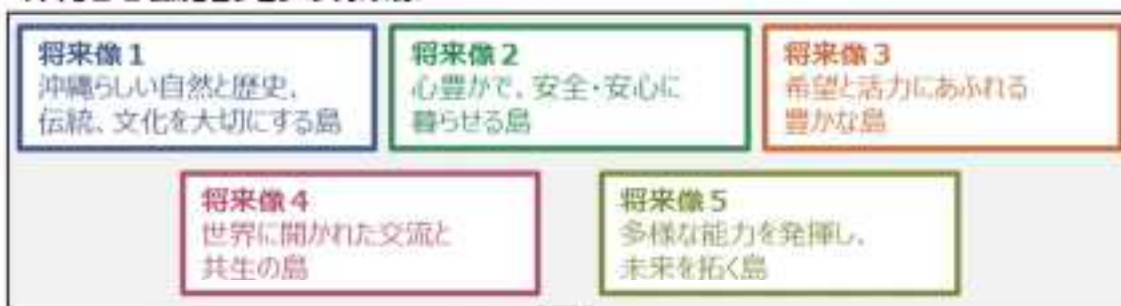 将来像1
沖縄らしい自然と歴史、
伝統、文化を大切にする島
将来像2
心豊かで、安全・安心に
暮らせる島
将来像3
希望と活力にあふれる
豊かな島
将来像4
世界に開かれた交流と
共生の島
将来像5
多様な能力を発揮し、
未来を拓く島